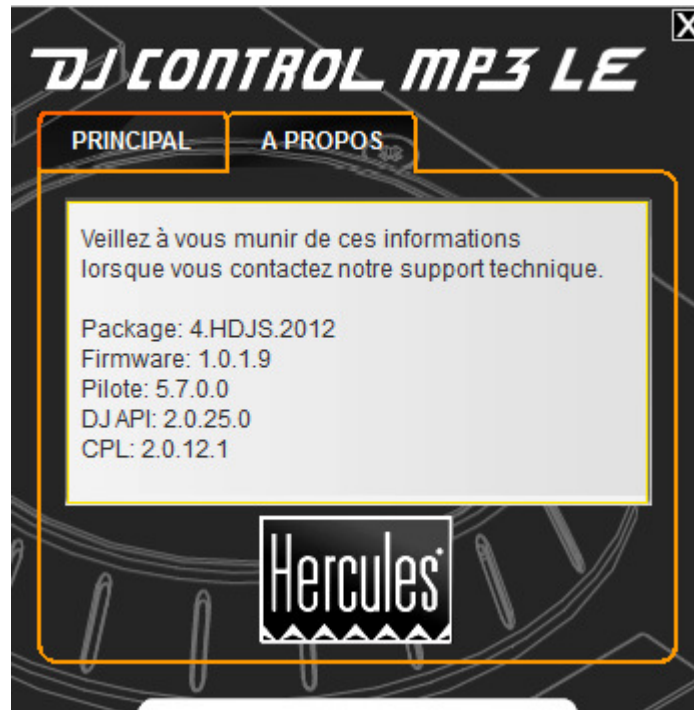 X
DJ CONTROL MP3 LE
PRINCIPAL
A PROPOS
Veillez à vous munir de ces informations
lorsque vous contactez notre support technique.
Package: 4.HDJS.2012
Firmware: 1.0.1.9
Pilote: 5.7.0.0
DJ API: 2.0.25.0
CPL: 2.0.12.1
Hercules